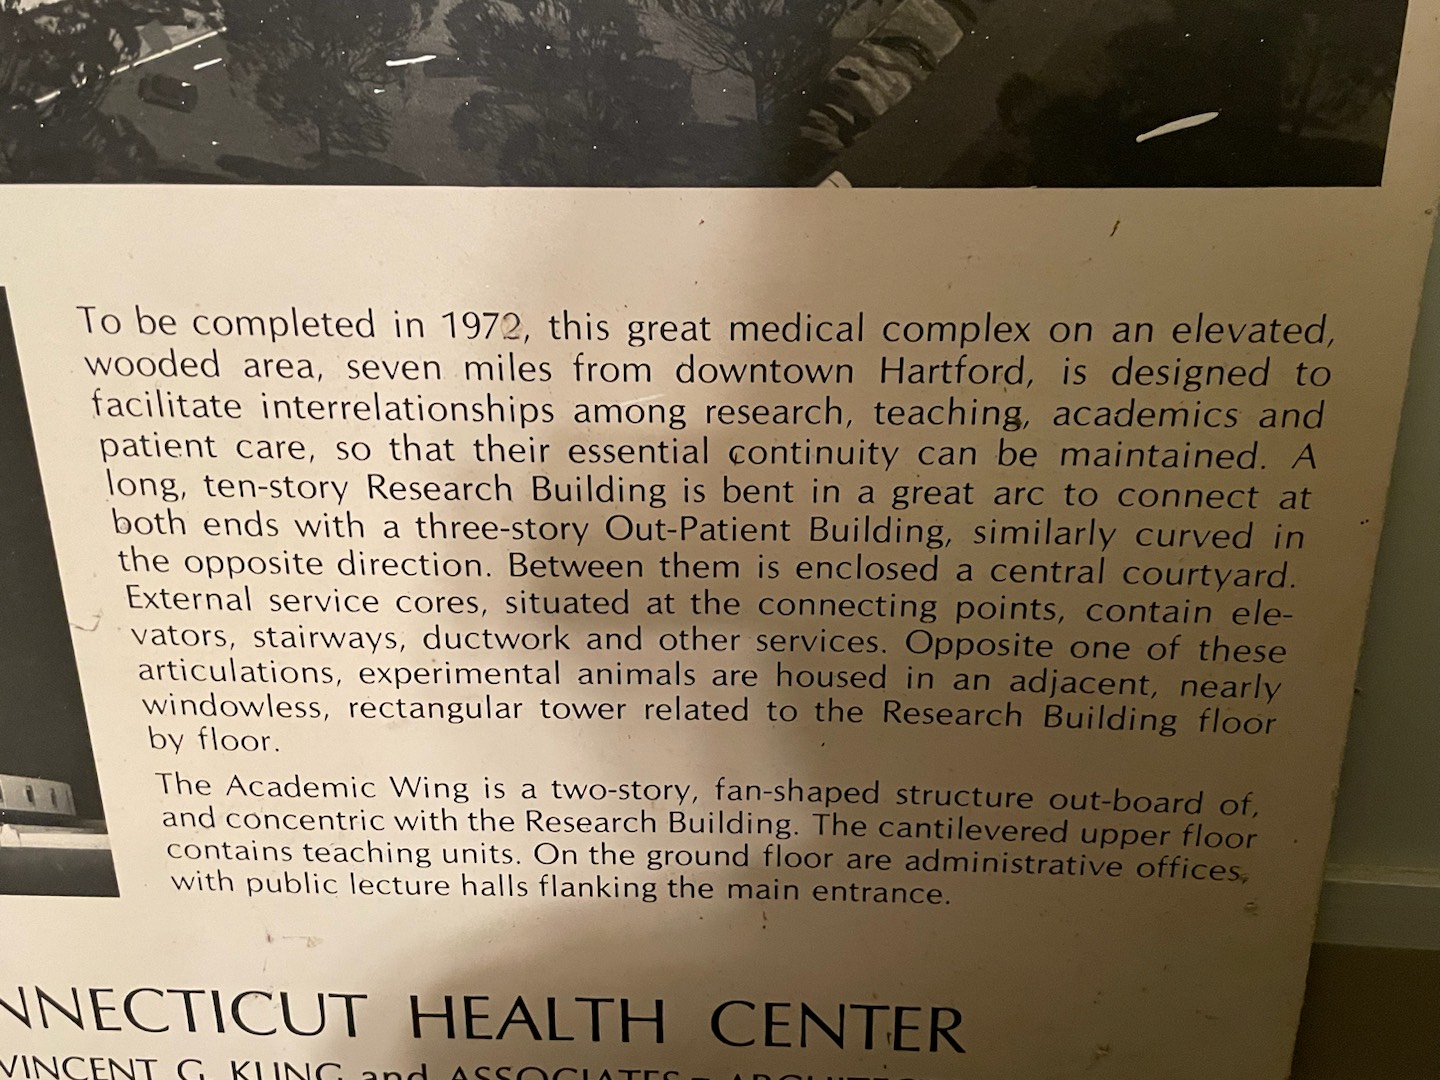 To be completed in 1972, this great medical complex on an elevated,
wooded area, seven miles from downtown Hartford, is designed to
facilitate interrelationships among research, teaching, academics and
patient care, so that their essential continuity can be maintained. A
long, ten-story Research Building is bent in a great arc to connect at
both ends with a three-story Out-Patient Building, similarly curved in
the opposite direction. Between them is enclosed a central courtyard.
External service cores, situated at the connecting points, contain ele-
vators, stairways, ductwork and other services. Opposite one of these
articulations, experimental animals are housed in an adjacent, nearly
windowless, rectangular tower related to the Research Building floor
by floor.
The Academic Wing is a two-story, fan-shaped structure out-board of,
and concentric with the Research Building. The cantilevered upper floor
contains teaching units. On the ground floor are administrative offices,
with public lecture halls flanking the main entrance.
NNECTICUT HEALTH CENTER
VINCENT G. KLING and ASSOCIATES –